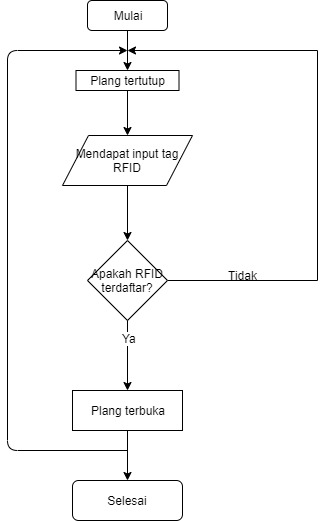 Mulai
Plang tertutup
Mendapat input tag
RFID
Apakah RFID
terdaftar?
Tidak
Ya
Plang terbuka
Selesai